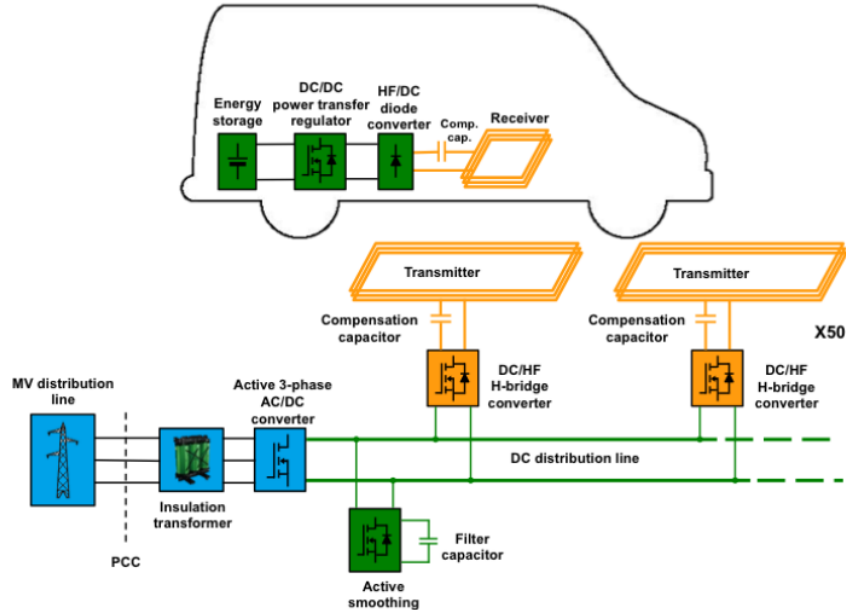 Energy
storage
DC/DC
power transfer
regulator
HF/DC
diode
converter
Comp.
cap.
Receiver
Transmitter
Transmitter
Compensation
capacitor
Compensation
capacitor
X50
DC/HF
H-bridge
converter
DC/HF
H-bridge
converter
MV distribution
line
Active 3-phase
AC/DC
converter
DC distribution line
Insulation
transformer
PCC
Filter
capacitor
Active
smoothing